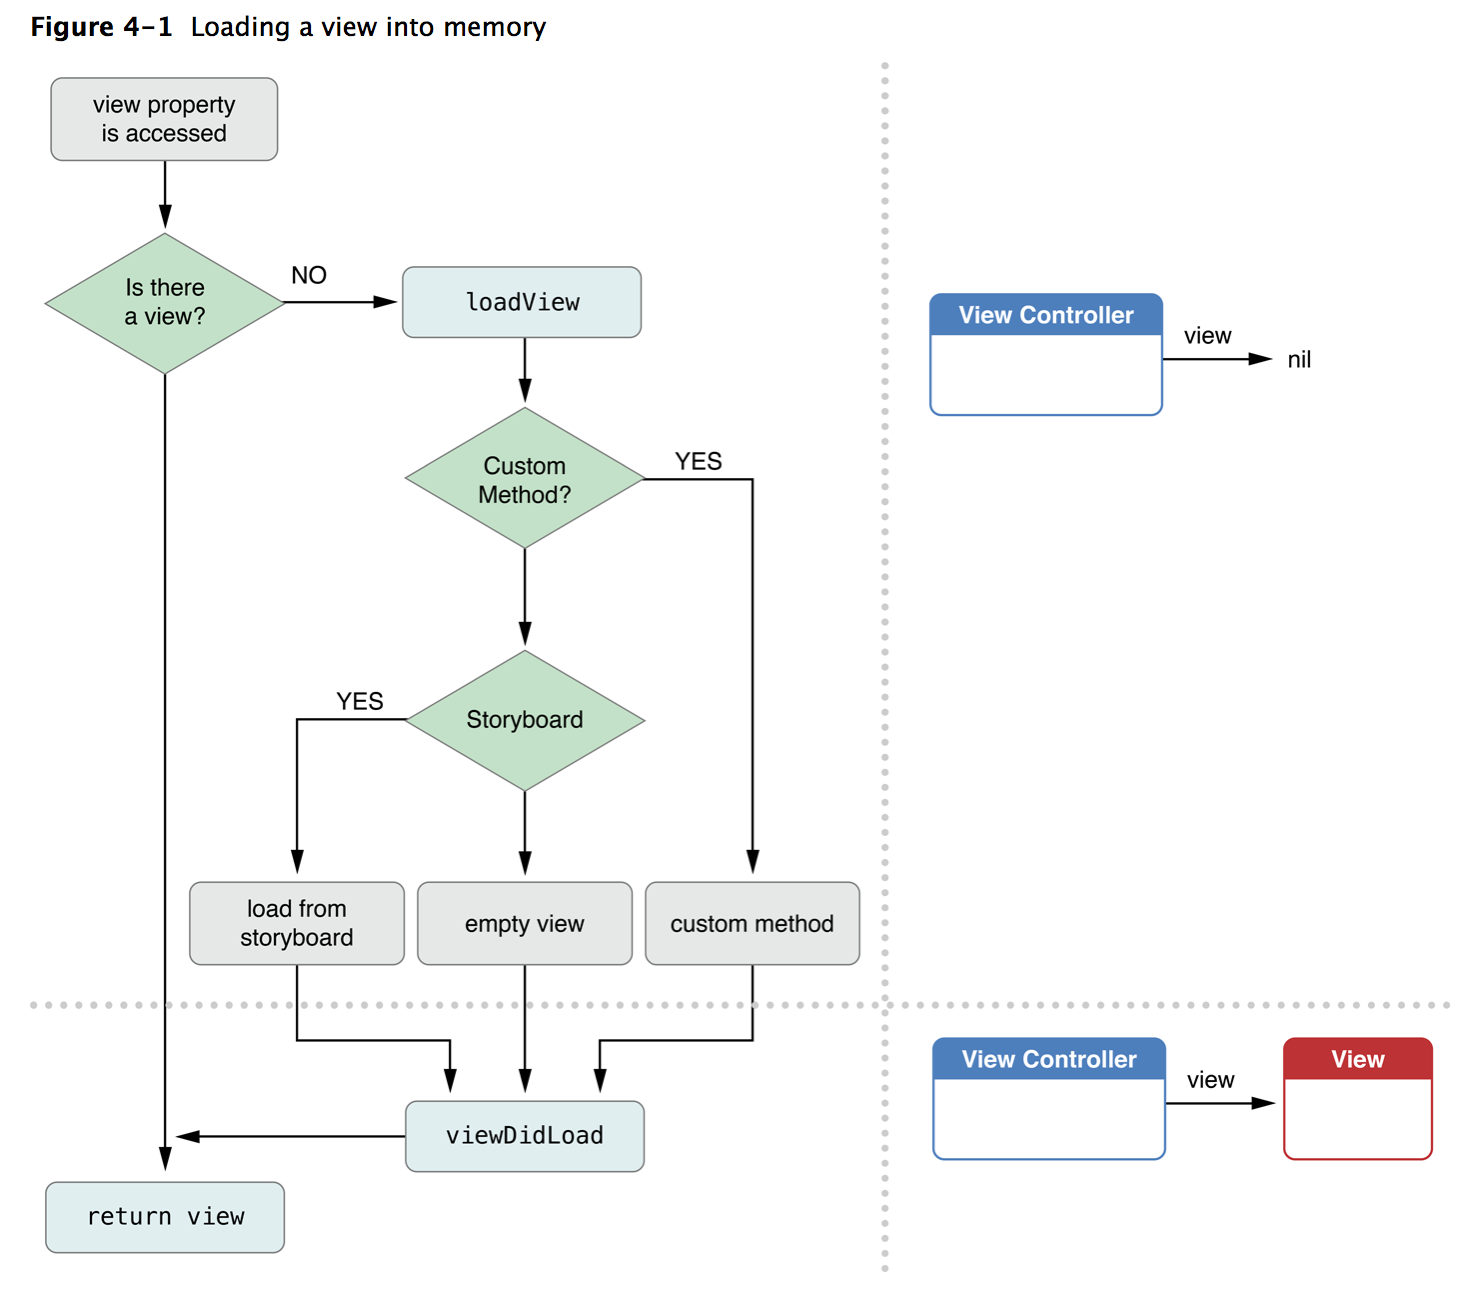 Figure 4-1 Loading a view into memory
view property
is accessed
Is there
a view?
NO
loadView
Custom
Method?
YES
Storyboard
YES
load from
storyboard
empty view
custom method
viewDidLoad
return view
View Controller
view
nil
View Controller
view
View